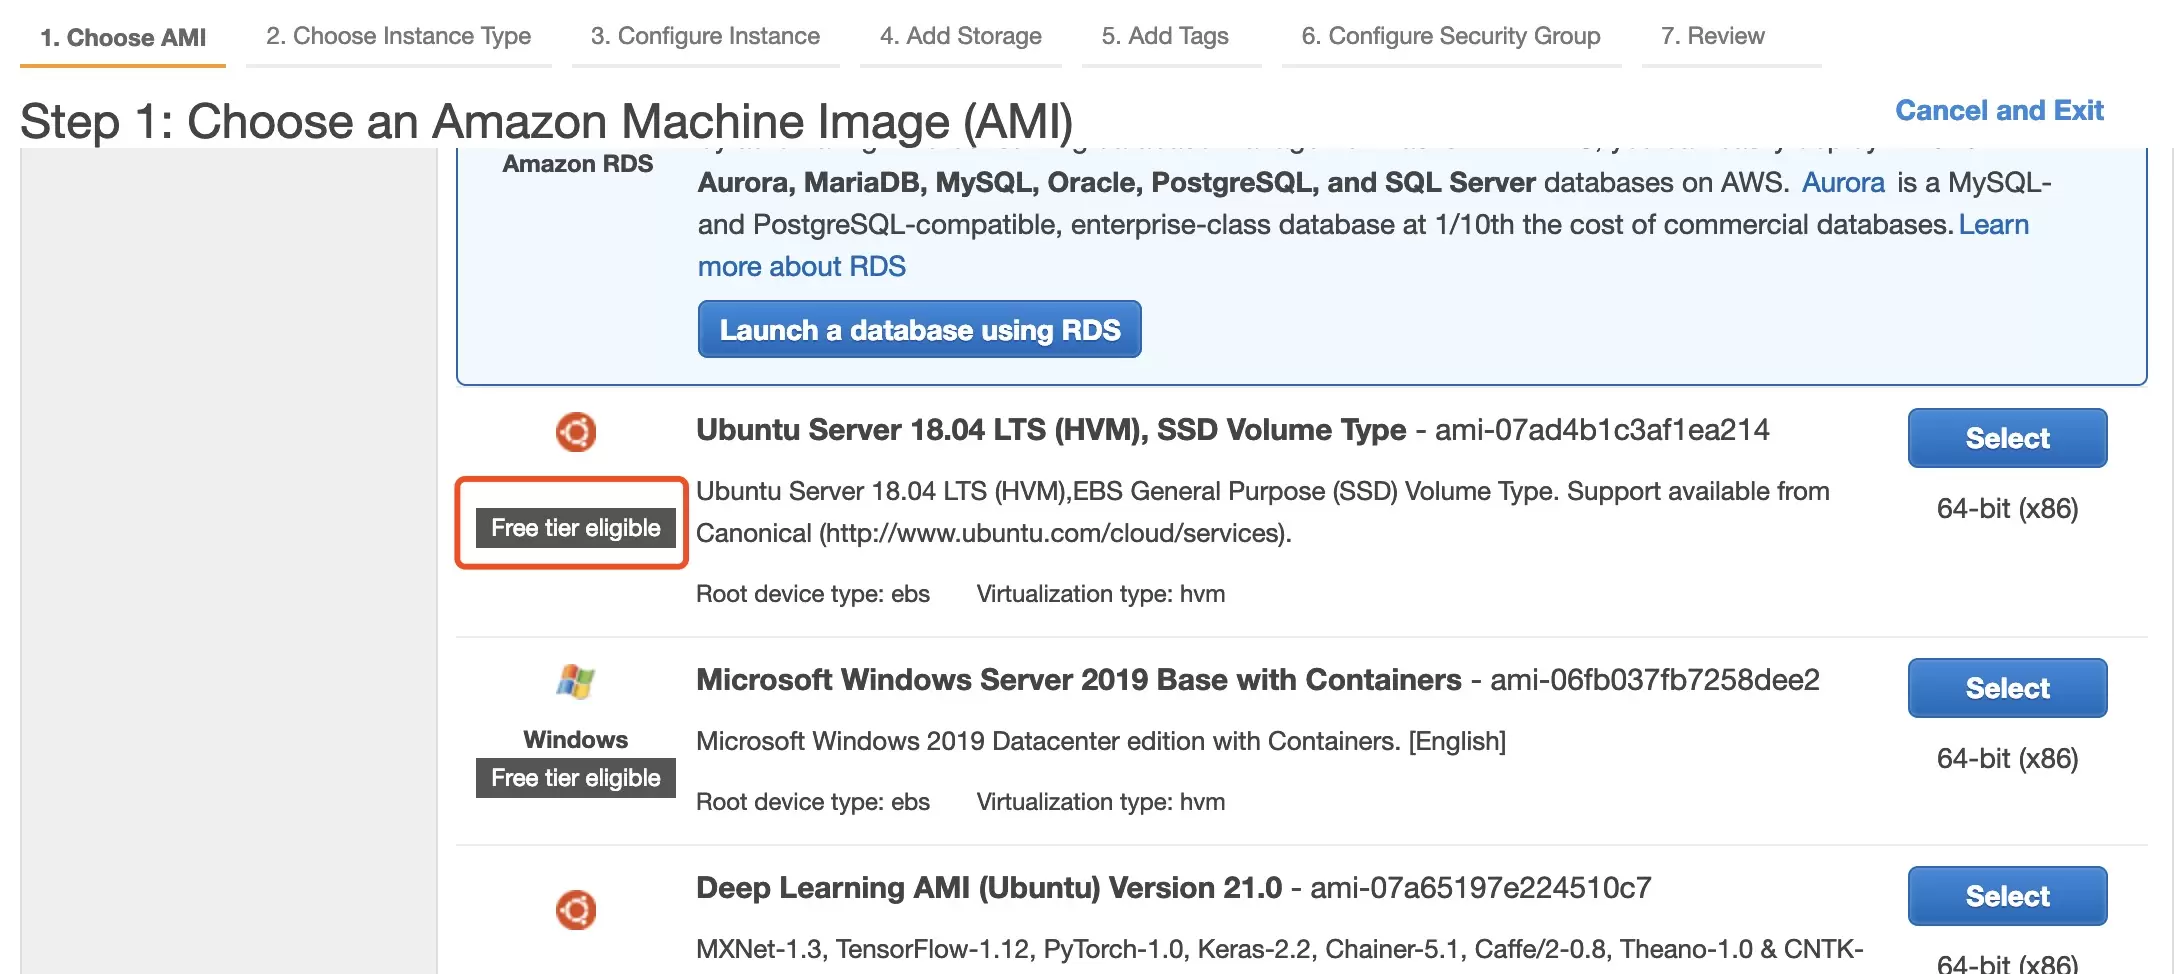 1. Choose AMI 2. Choose Instance Type 3. Configure Instance 4. Add Storage 5. Add Tags 6. Configure Security Group 7. Review
Step 1: Choose an Amazon Machine Image (AMI)
Cancel and Exit
Amazon RDS
Aurora, MariaDB, MySQL, Oracle, PostgreSQL, and SQL Server databases on AWS. Aurora is a MySQL-
and PostgreSQL-compatible, enterprise-class database at 1/10th the cost of commercial databases. Learn
more about RDS
Launch a database using RDS
Ubuntu Server 18.04 LTS (HVM), SSD Volume Type - ami-07ad4b1c3af1ea214
Select
Free tier eligible
Ubuntu Server 18.04 LTS (HVM),EBS General Purpose (SSD) Volume Type. Support available from
Canonical (http://www.ubuntu.com/cloud/services).
64-bit (x86)
Root device type: ebs Virtualization type: hvm
Microsoft Windows Server 2019 Base with Containers - ami-06fb037fb7258dee2
Select
Windows
Free tier eligible
Microsoft Windows 2019 Datacenter edition with Containers. [English]
64-bit (x86)
Root device type: ebs Virtualization type: hvm
Deep Learning AMI (Ubuntu) Version 21.0 - ami-07a65197e224510c7
Select
MXNet-1.3, TensorFlow-1.12, PyTorch-1.0, Keras-2.2, Chainer-5.1, Caffe/2-0.8, Theano-1.0 & CNTK-
64-bit (x86)